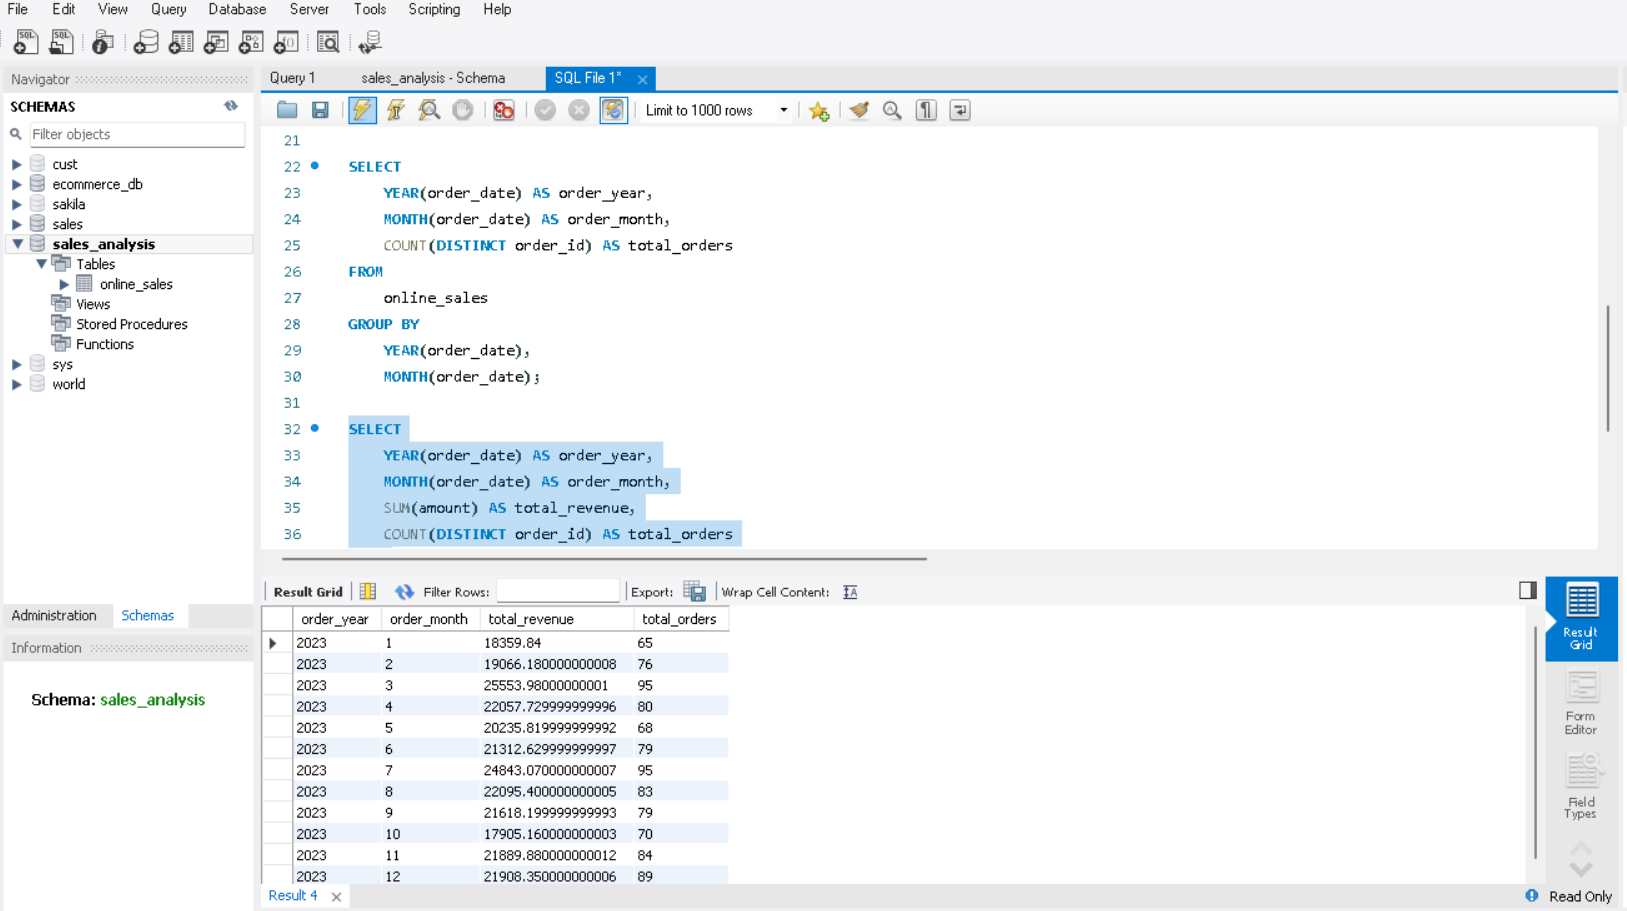 File Edit View Query Database Server Tools Scripting Help
Navigator
SCHEMAS
Filter objects
cust
ecommerce_db
sakila
sales
sales_analysis
Tables
online_sales
Views
Stored Procedures
Functions
sys
world
Administration Schemas
Information
Schema: sales_analysis
Query 1 sales_analysis - Schema SQL File 1*
Limit to 1000 rows
21
22 SELECT
23 YEAR(order_date) AS order_year,
24 MONTH(order_date) AS order_month,
25 COUNT(DISTINCT order_id) AS total_orders
26 FROM
27 online_sales
28 GROUP BY
29 YEAR(order_date),
30 MONTH(order_date);
31
32 SELECT
33 YEAR(order_date) AS order_year,
34 MONTH(order_date) AS order_month,
35 SUM(amount) AS total_revenue,
36 COUNT(DISTINCT order_id) AS total_orders
Result Grid Filter Rows: Export: Wrap Cell Content:
order_year order_month total_revenue total_orders
2023 1 18359.84 65
2023 2 19066.180000000008 76
2023 3 25553.98000000001 95
2023 4 22057.729999999996 80
2023 5 20235.819999999992 68
2023 6 21312.629999999997 79
2023 7 24843.070000000007 95
2023 8 22095.400000000005 83
2023 9 21618.199999999993 79
2023 10 17905.160000000003 70
2023 11 21889.880000000012 84
2023 12 21908.350000000006 89
Result 4
Result
Grid
Form
Editor
Field
Types
Read Only